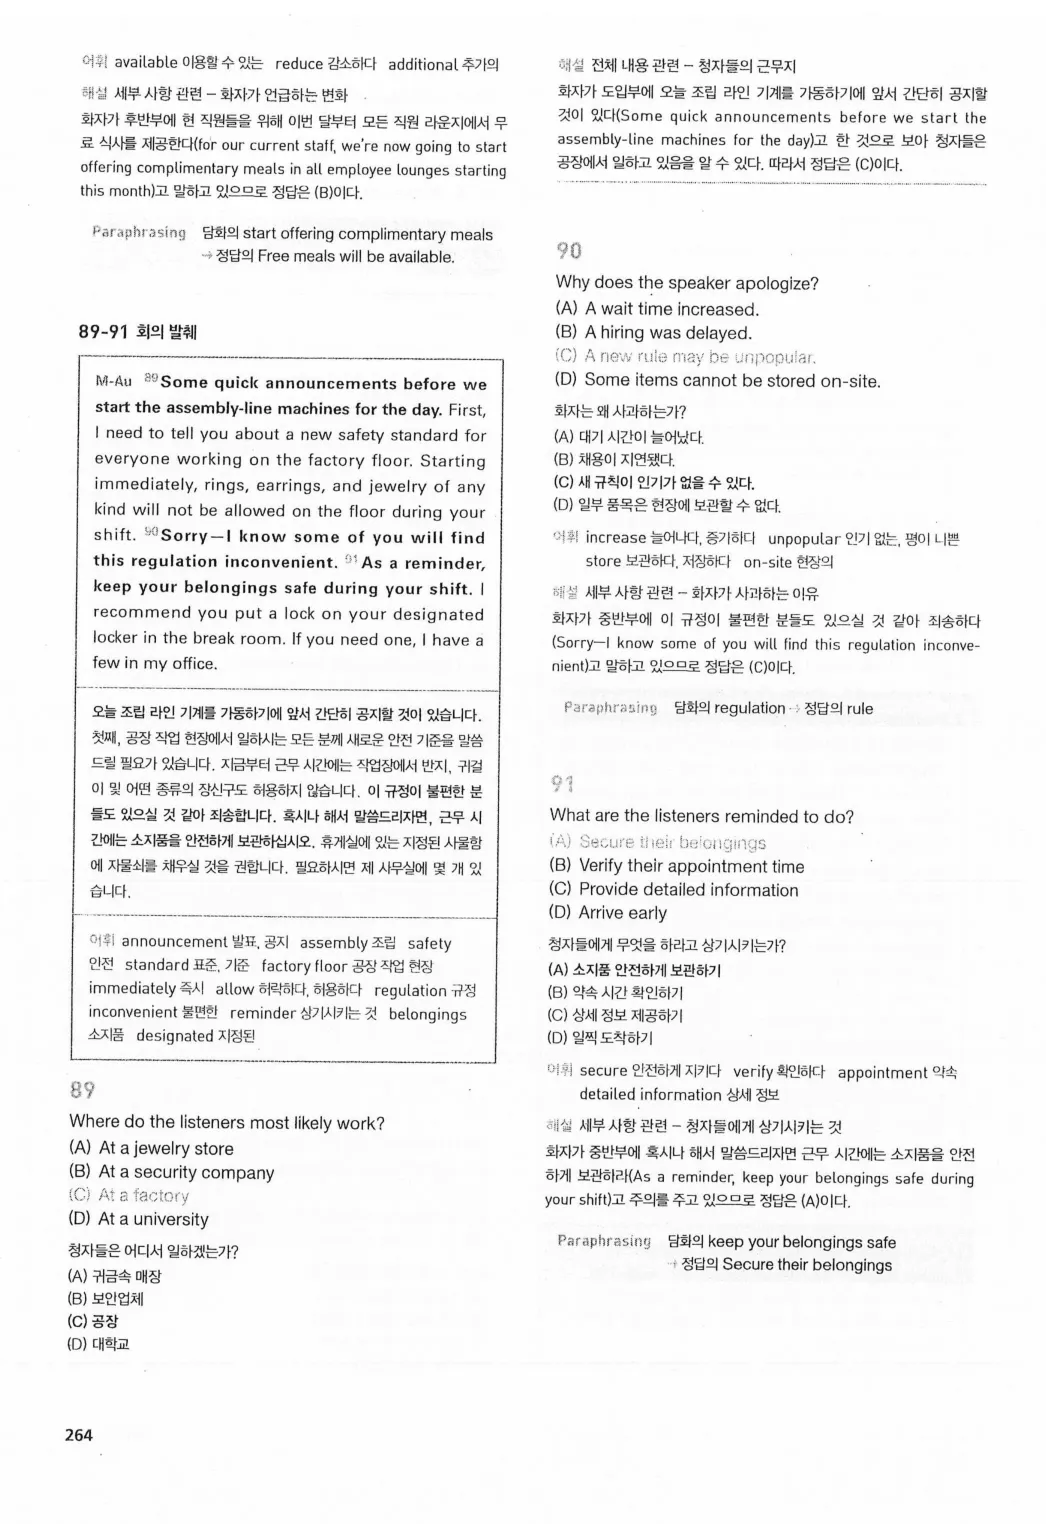 어휘 available 이용할 수 있는 reduce 감소하다 additional 추가의
해설 세부 사항 관련 – 화자가 언급하는 변화
화자가 후반부에 현 직원들을 위해 이번 달부터 모든 직원 라운지에서 무
료 식사를 제공한다(for our current staff, we're now going to start
offering complimentary meals in all employee lounges starting
this month)고 말하고 있으므로 정답은 (B)이다.
Paraphrasing 담화의 start offering complimentary meals
→ 정답의 Free meals will be available.
89-91 회의 발췌
M-Au 89Some quick announcements before we
start the assembly-line machines for the day. First,
I need to tell you about a new safety standard for
everyone working on the factory floor. Starting
immediately, rings, earrings, and jewelry of any
kind will not be allowed on the floor during your
shift. 90Sorry—I know some of you will find
this regulation inconvenient. 91As a reminder,
keep your belongings safe during your shift. I
recommend you put a lock on your designated
locker in the break room. If you need one, I have a
few in my office.
오늘 조립 라인 기계를 가동하기에 앞서 간단히 공지할 것이 있습니다.
첫째, 공장 작업 현장에서 일하시는 모든 분께 새로운 안전 기준을 말씀
드릴 필요가 있습니다. 지금부터 근무 시간에는 작업장에서 반지, 귀걸
이 및 어떤 종류의 장신구도 허용하지 않습니다. 이 규정이 불편한 분
들도 있으실 것 같아 죄송합니다. 혹시나 해서 말씀드리자면, 근무 시
간에는 소지품을 안전하게 보관하십시오. 휴게실에 있는 지정된 사물함
에 자물쇠를 채우실 것을 권합니다. 필요하시면 제 사무실에 몇 개 있
습니다.
어휘 announcement 발표, 공지 assembly 조립 safety
안전 standard 표준, 기준 factory floor 공장 작업 현장
immediately 즉시 allow 허락하다, 허용하다 regulation 규정
inconvenient 불편한 reminder 상기시키는 것 belongings
소지품 designated 지정된
89
Where do the listeners most likely work?
(A) At a jewelry store
(B) At a security company
(C) At a factory
(D) At a university
청자들은 어디서 일하겠는가?
(A) 귀금속 매장
(B) 보안업체
(C) 공장
(D) 대학교
264
해설 전체 내용 관련 – 청자들의 근무지
화자가 도입부에 오늘 조립 라인 기계를 가동하기에 앞서 간단히 공지할
것이 있다(Some quick announcements before we start the
assembly-line machines for the day)고 한 것으로 보아 청자들은
공장에서 일하고 있음을 알 수 있다. 따라서 정답은 (C)이다.
90
Why does the speaker apologize?
(A) A wait time increased.
(B) A hiring was delayed.
(C) A new rule may be unpopular.
(D) Some items cannot be stored on-site.
화자는 왜 사과하는가?
(A) 대기 시간이 늘어났다.
(B) 채용이 지연됐다.
(C) 새 규칙이 인기가 없을 수 있다.
(D) 일부 품목은 현장에 보관할 수 없다.
어휘 increase 늘어나다, 증가하다 unpopular 인기 없는, 평이 나쁜
store 보관하다, 저장하다 on-site 현장의
해설 세부 사항 관련 – 화자가 사과하는 이유
화자가 중반부에 이 규정이 불편한 분들도 있으실 것 같아 죄송하다
(Sorry—I know some of you will find this regulation inconve-
nient)고 말하고 있으므로 정답은 (C)이다.
Paraphrasing 담화의 regulation → 정답의 rule
91
What are the listeners reminded to do?
(A) Secure their belongings
(B) Verify their appointment time
(C) Provide detailed information
(D) Arrive early
청자들에게 무엇을 하라고 상기시키는가?
(A) 소지품 안전하게 보관하기
(B) 약속 시간 확인하기
(C) 상세 정보 제공하기
(D) 일찍 도착하기
어휘 secure 안전하게 지키다 verify 확인하다 appointment 약속
detailed information 상세 정보
해설 세부 사항 관련 – 청자들에게 상기시키는 것
화자가 중반부에 혹시나 해서 말씀드리자면 근무 시간에는 소지품을 안전
하게 보관하라(As a reminder, keep your belongings safe during
your shift)고 주의를 주고 있으므로 정답은 (A)이다.
Paraphrasing 담화의 keep your belongings safe
→ 정답의 Secure their belongings